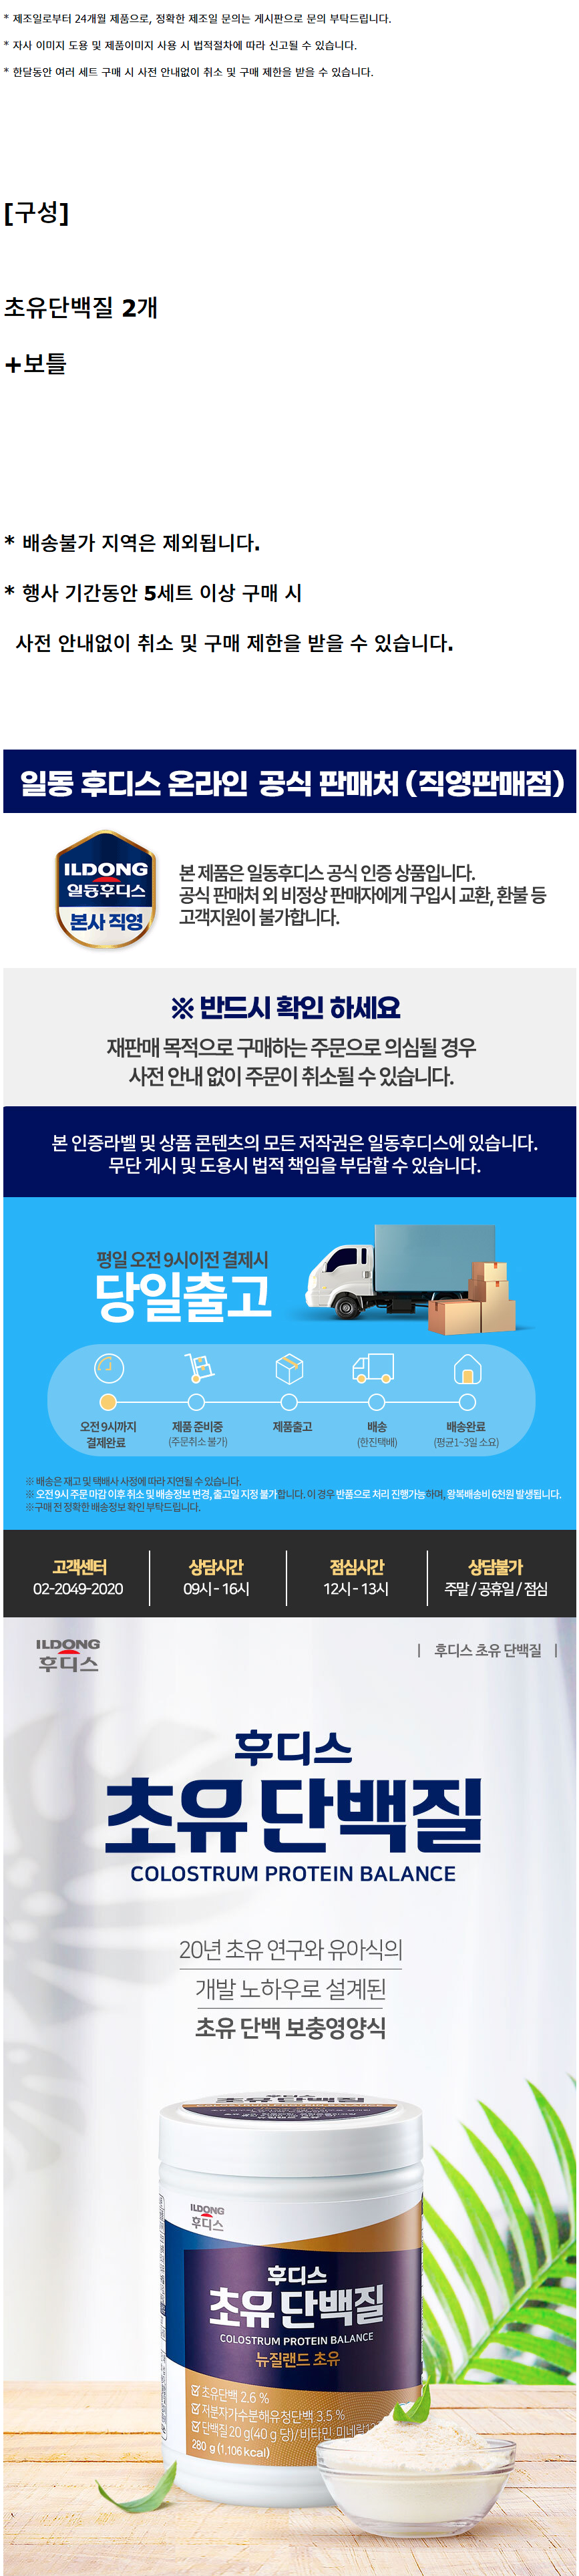 * 제조일로부터 24개월 제품으로, 정확한 제조일 문의는 게시판으로 문의 부탁드립니다.
* 자사 이미지 도용 및 제품이미지 사용 시 법적절차에 따라 신고될 수 있습니다.
* 한달동안 여러 세트 구매 시 사전 안내없이 취소 및 구매 제한을 받을 수 있습니다.
[구성]
초유단백질 2개
+보틀
* 배송불가 지역은 제외됩니다.
* 행사 기간동안 5세트 이상 구매 시
사전 안내없이 취소 및 구매 제한을 받을 수 있습니다.
일동 후디스 온라인 공식 판매처 (직영판매점)
ILDONG
일동후디스
본사 직영
본 제품은 일동후디스 공식 인증 상품입니다.
공식 판매처 외 비정상 판매자에게 구입시 교환, 환불 등
고객지원이 불가합니다.
※ 반드시 확인 하세요
재판매 목적으로 구매하는 주문으로 의심될 경우
사전 안내 없이 주문이 취소될 수 있습니다.
본 인증라벨 및 상품 콘텐츠의 모든 저작권은 일동후디스에 있습니다.
무단 게시 및 도용시 법적 책임을 부담할 수 있습니다.
평일 오전 9시이전 결제시
당일출고
오전 9시까지 결제완료
제품 준비중 (주문취소 불가)
제품출고
배송 (한진택배)
배송완료 (평균1~3일 소요)
※ 배송은 재고 및 택배사 사정에 따라 지연될 수 있습니다.
※ 오전 9시 주문 마감 이후 취소 및 배송정보 변경, 출고일 지정 불가합니다. 이 경우 반품으로 처리 진행가능하며, 왕복배송비 6천원 발생됩니다.
※구매 전 정확한 배송정보 확인 부탁드립니다.
고객센터 02-2049-2020
상담시간 09시 - 16시
점심시간 12시 - 13시
상담불가 주말 / 공휴일 / 점심
ILDONG
후디스
| 후디스 초유 단백질 |
후디스
초유 단백질
COLOSTRUM PROTEIN BALANCE
20년 초유 연구와 유아식의
개발 노하우로 설계된
초유 단백 보충영양식
후디스
초유 단백질
ILDONG
후디스
후디스
초유 단백질
COLOSTRUM PROTEIN BALANCE
뉴질랜드 초유
초유단백 2.6 %
저분자가수분해유청단백 3.5 %
단백질 20 g(40 g 당)/ 비타민· 미네랄
280 g (1,106 kcal)